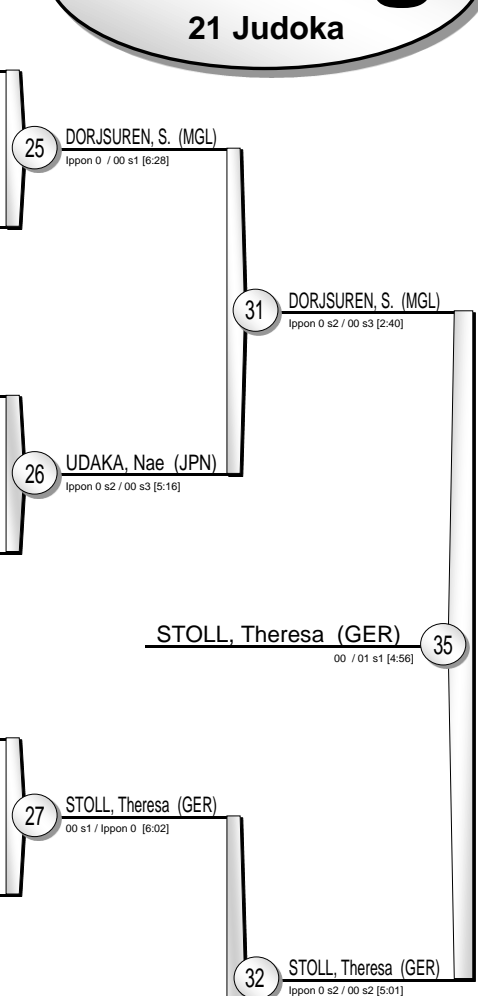 21 Judoka
25
DORJSUREN, S. (MGL)
Ippon 0 / 00 s1 [6:28]
31
DORJSUREN, S. (MGL)
Ippon 0 s2 / 00 s3 [2:40]
26
UDAKA, Nae (JPN)
Ippon 0 s2 / 00 s3 [5:16]
STOLL, Theresa (GER)
00 / 01 s1 [4:56]
35
27
STOLL, Theresa (GER)
00 s1 / Ippon 0 [6:02]
32
STOLL, Theresa (GER)
Ippon 0 s2 / 00 s2 [5:01]